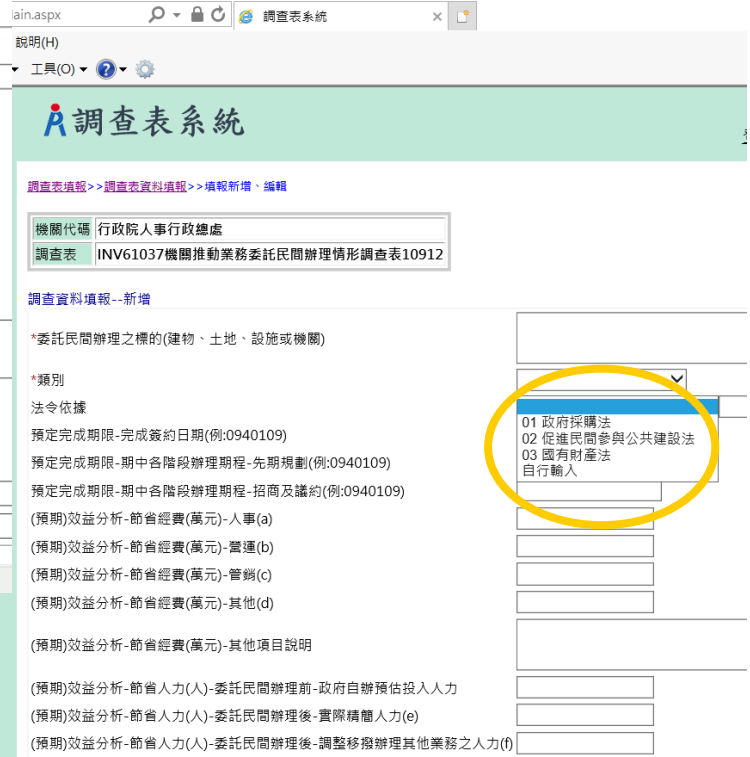 ain.aspx
調查表系統
說明(H)
工具(O)
調查表系統
調查表填報>>調查表資料填報>>填報新增、編輯
機關代碼 行政院人事行政總處
調查表 INV61037機關推動業務委託民間辦理情形調查表10912
調查資料填報--新增
*委託民間辦理之標的(建物、土地、設施或機關)
*類別
法令依據
01 政府採購法
02 促進民間參與公共建設法
03 國有財產法
自行輸入
預定完成期限-完成簽約日期(例:0940109)
預定完成期限-期中各階段辦理期程-先期規劃(例:0940109)
預定完成期限-期中各階段辦理期程-招商及議約(例:0940109)
(預期)效益分析-節省經費(萬元)-人事(a)
(預期)效益分析-節省經費(萬元)-營運(b)
(預期)效益分析-節省經費(萬元)-管銷(c)
(預期)效益分析-節省經費(萬元)-其他(d)
(預期)效益分析-節省經費(萬元)-其他項目說明
(預期)效益分析-節省人力(人)-委託民間辦理前-政府自辦預估投入人力
(預期)效益分析-節省人力(人)-委託民間辦理後-實際精簡人力(e)
(預期)效益分析-節省人力(人)-委託民間辦理後-調整移撥辦理其他業務之人力(f)